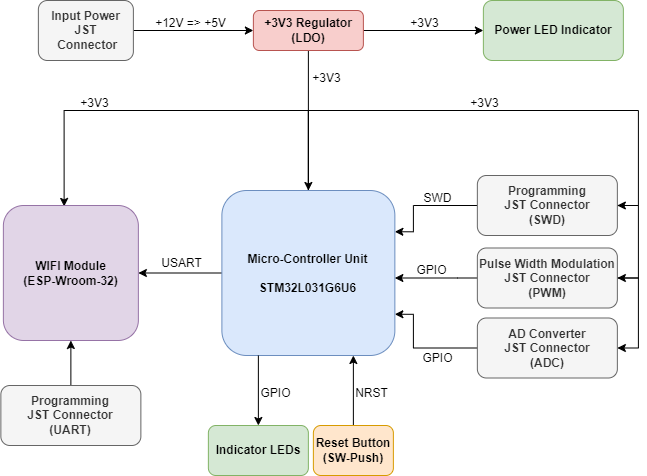 Input Power
JST
Connector
+12V => +5V
+3V3 Regulator
(LDO)
+3V3
Power LED Indicator
+3V3
+3V3
+3V3
WIFI Module
(ESP-Wroom-32)
USART
Micro-Controller Unit
STM32L031G6U6
SWD
Programming
JST Connector
(SWD)
GPIO
Pulse Width Modulation
JST Connector
(PWM)
GPIO
AD Converter
JST Connector
(ADC)
Programming
JST Connector
(UART)
GPIO
NRST
Indicator LEDs
Reset Button
(SW-Push)